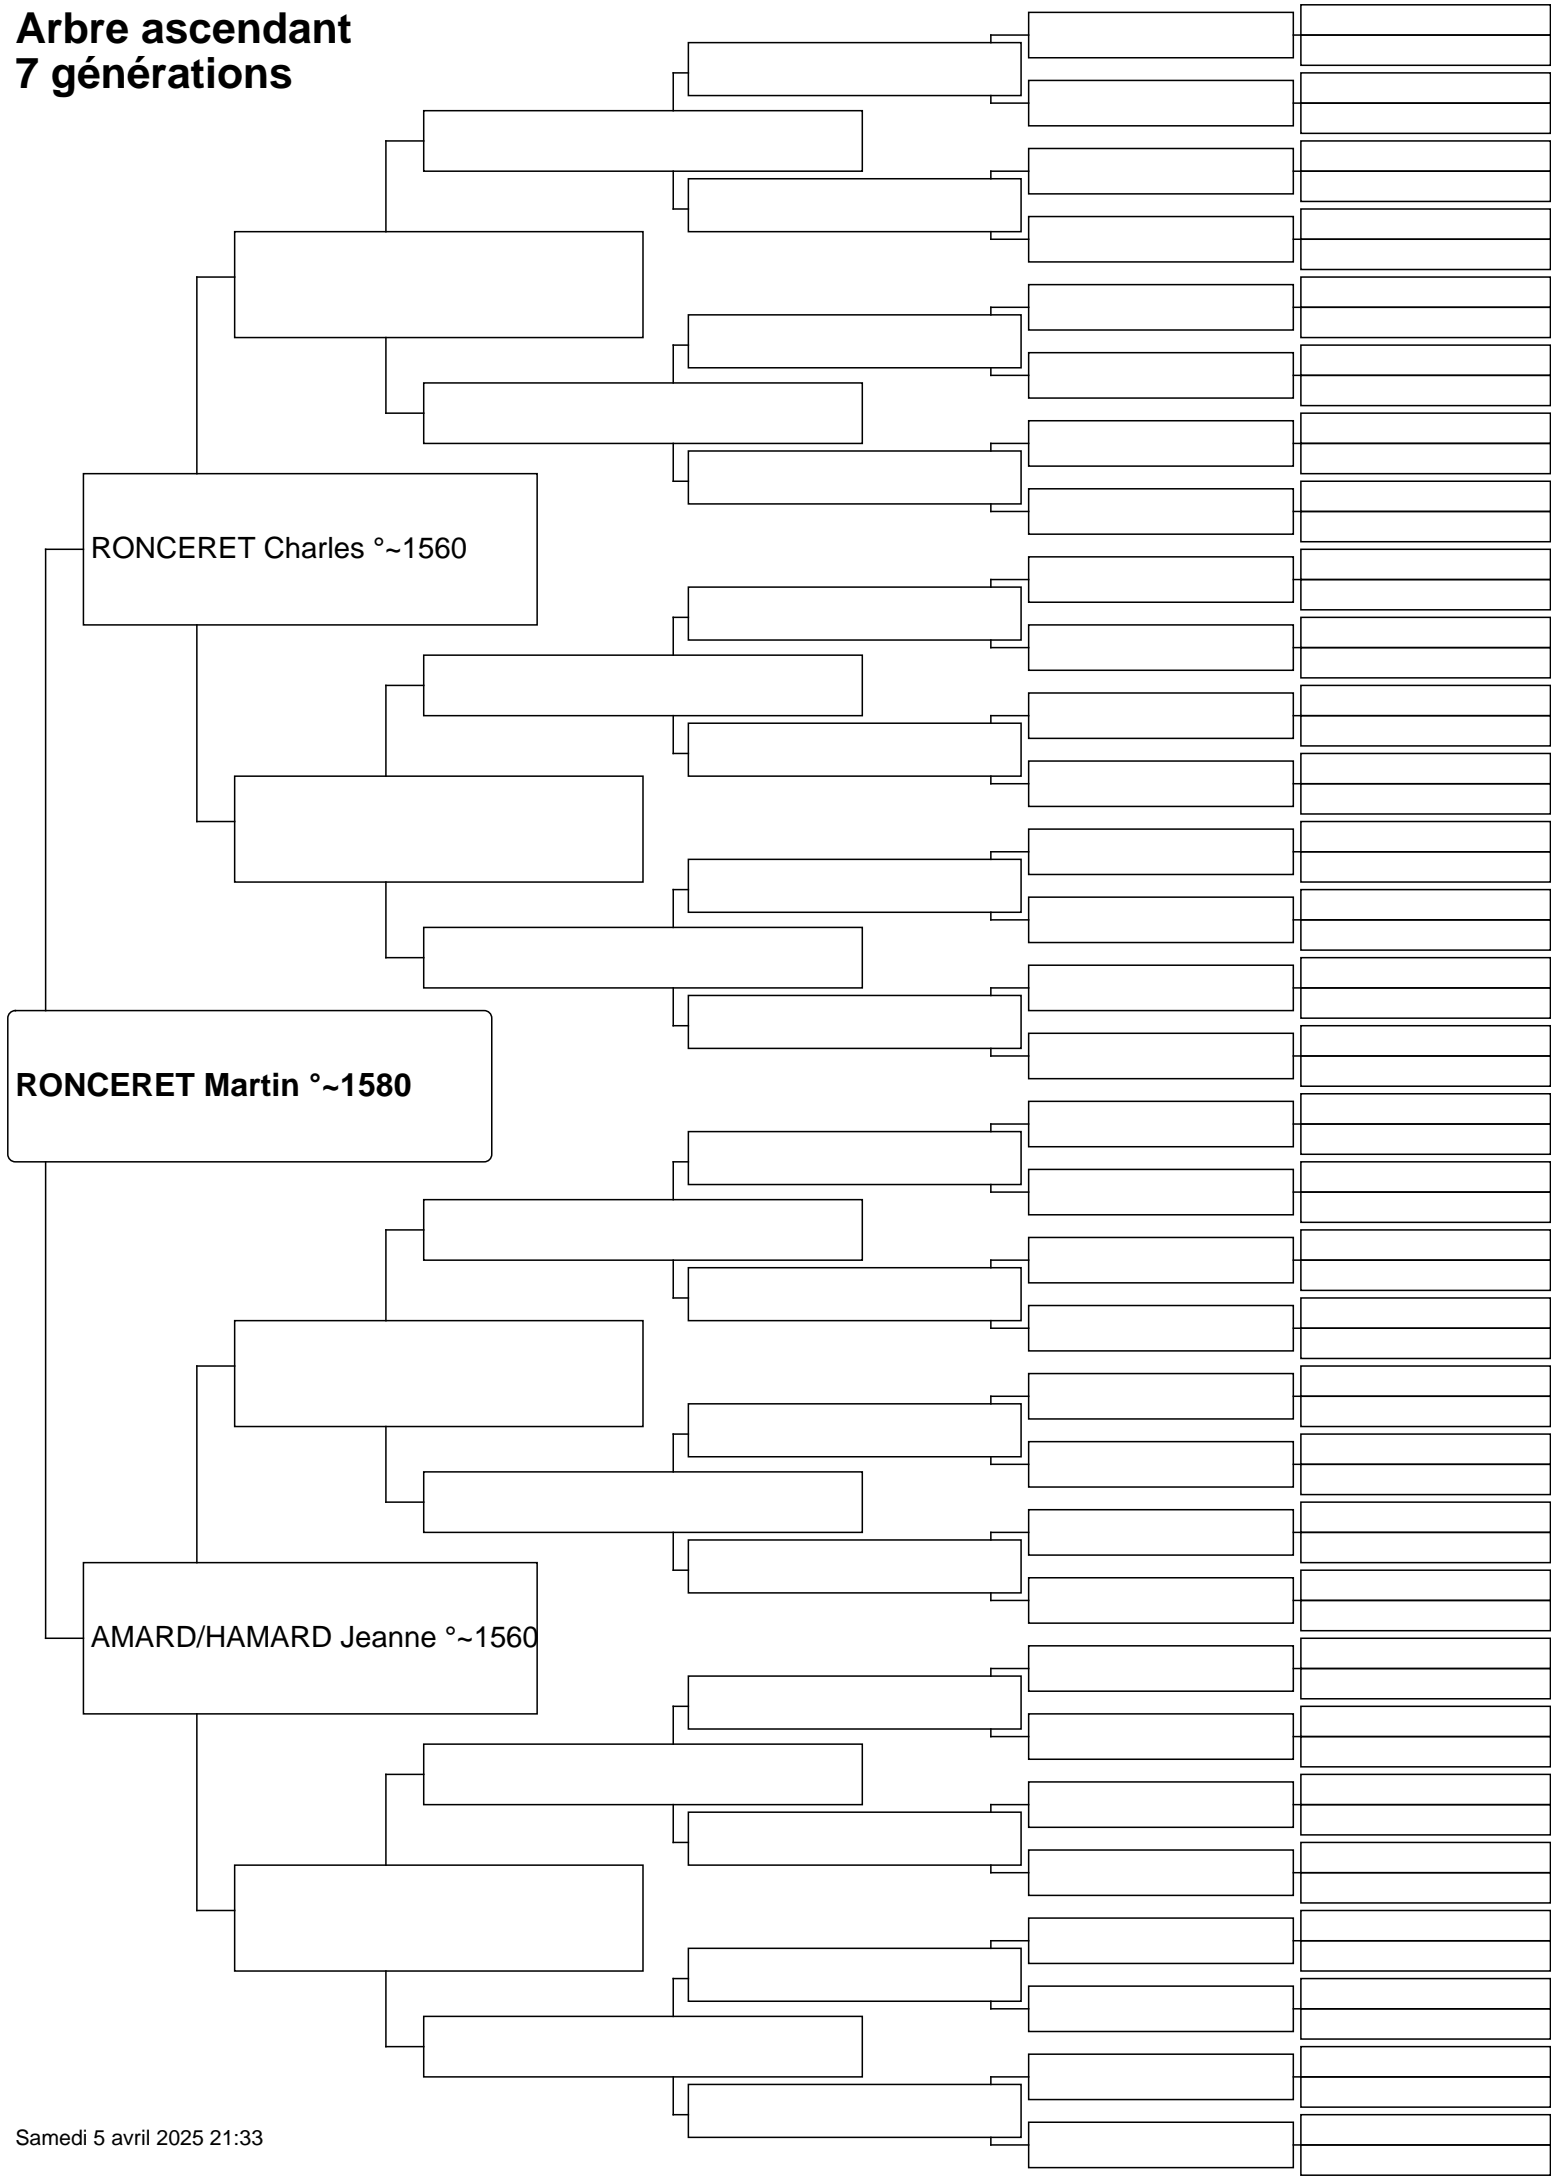 Arbre ascendant
7 générations
RONCERET Charles °~1560
RONCERET Martin °~1580
AMARD/HAMARD Jeanne °~1560
Samedi 5 avril 2025 21:33